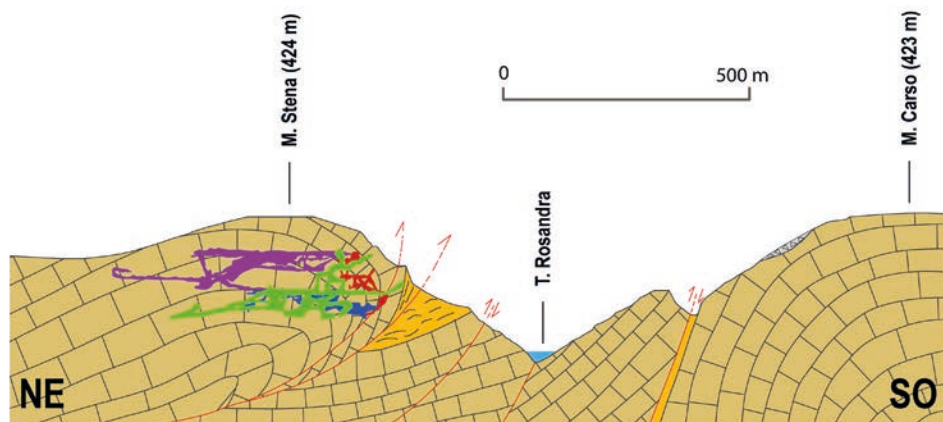 M. Stena (424 m)
0
500 m
T. Rosandra
M. Carso (423 m)
NE
SO